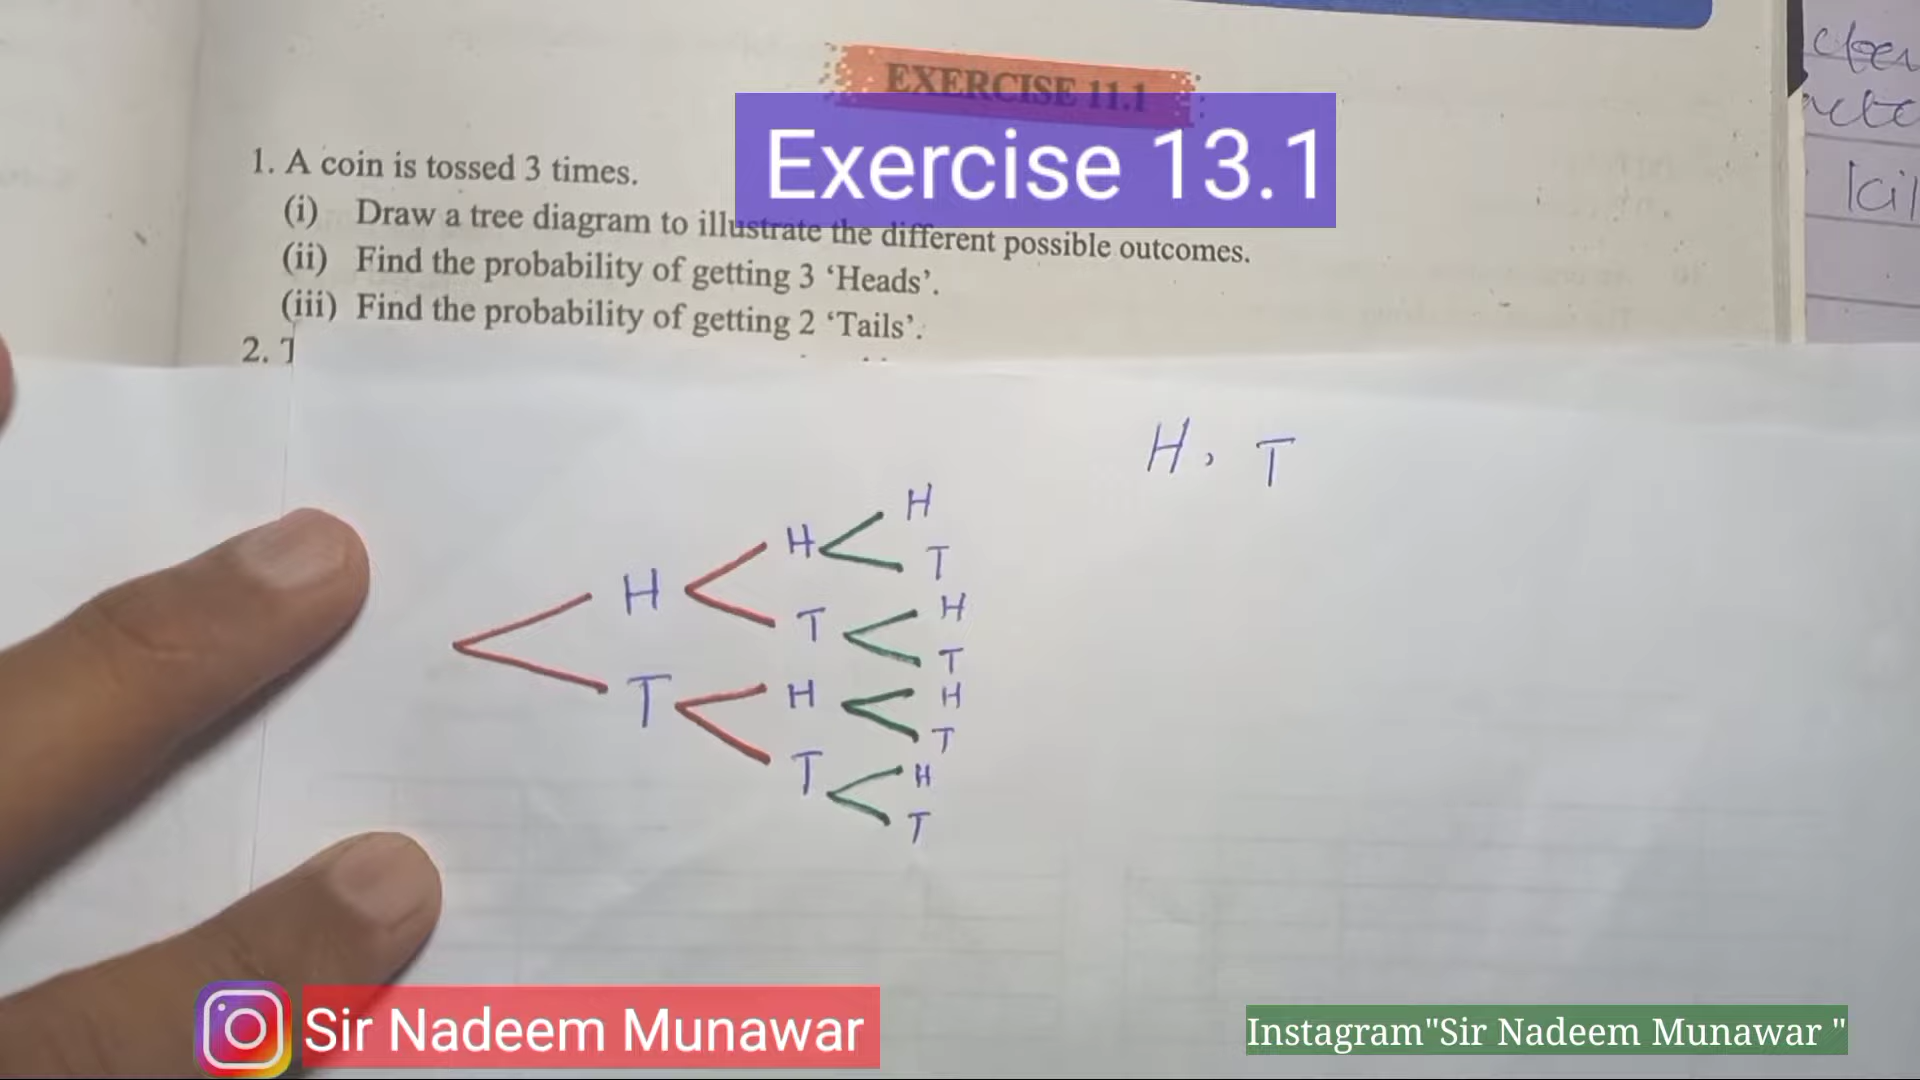 EXERCISE 11.1
Exercise 13.1
1. A coin is tossed 3 times.
(i) Draw a tree diagram to illustrate the different possible outcomes.
(ii) Find the probability of getting 3 ‘Heads’.
(iii) Find the probability of getting 2 ‘Tails’.
2.
H, T
H
H
T
H
T
H
T
H
T
H
T
H
T
Sir Nadeem Munawar
Instagram"Sir Nadeem Munawar "